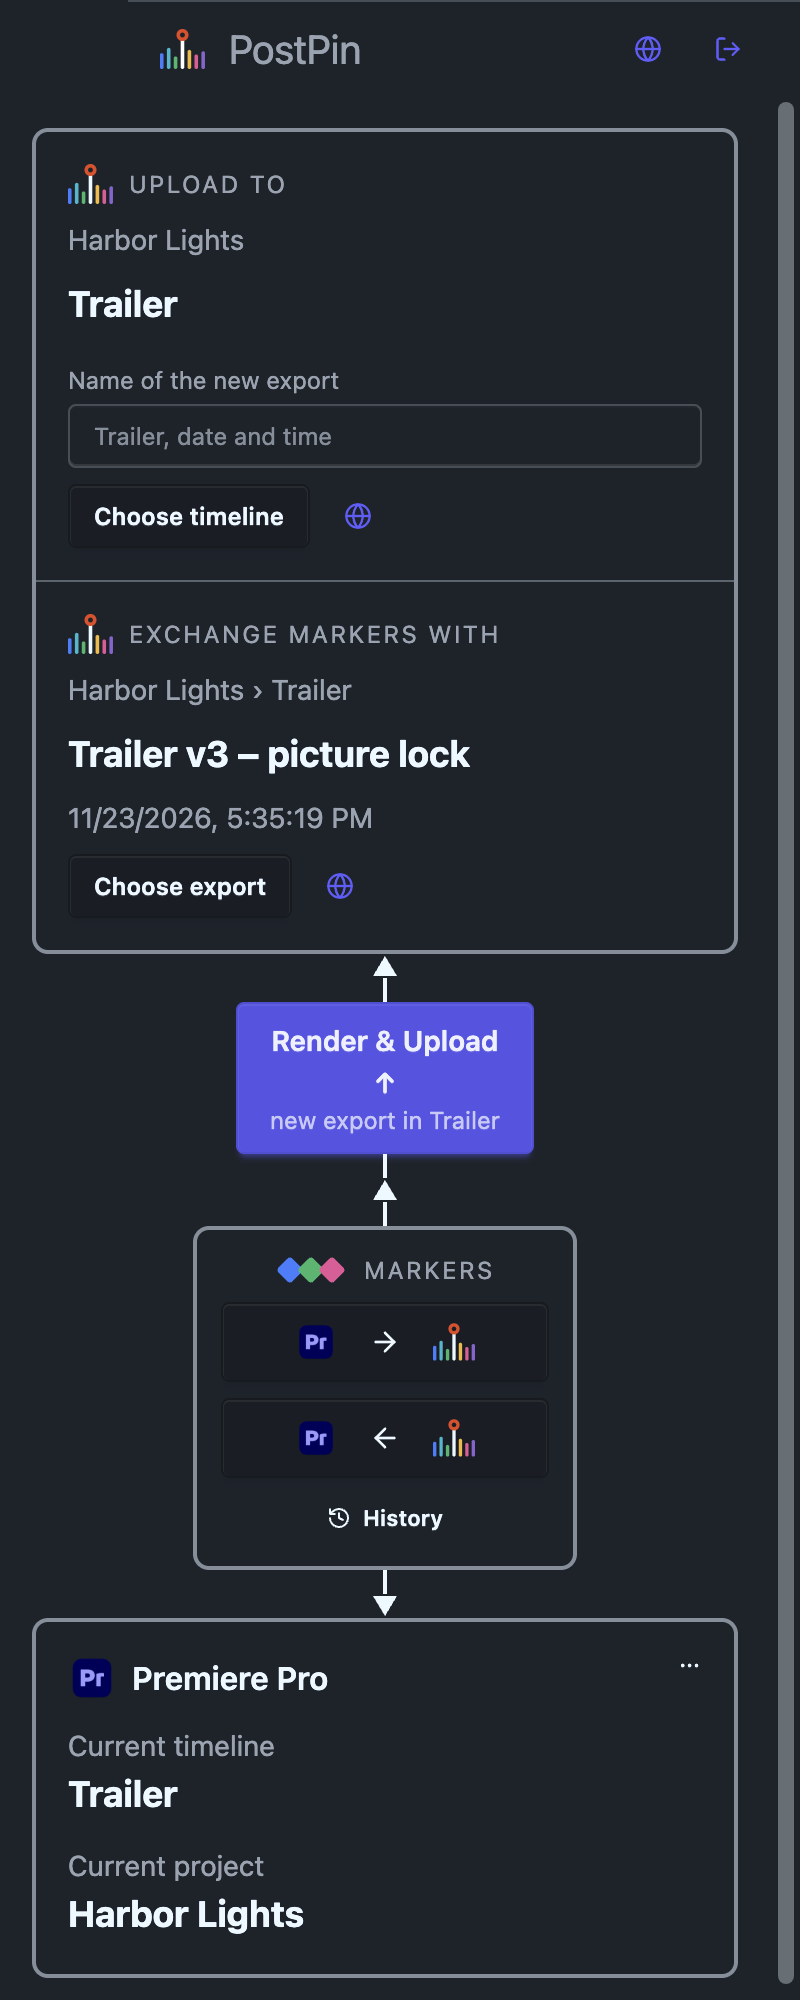 PostPin
UPLOAD TO
Harbor Lights
Trailer
Name of the new export
Trailer, date and time
Choose timeline
EXCHANGE MARKERS WITH
Harbor Lights › Trailer
Trailer v3 – picture lock
11/23/2026, 5:35:19 PM
Choose export
Render & Upload
new export in Trailer
MARKERS
Pr
Pr
History
Pr Premiere Pro
Current timeline
Trailer
Current project
Harbor Lights